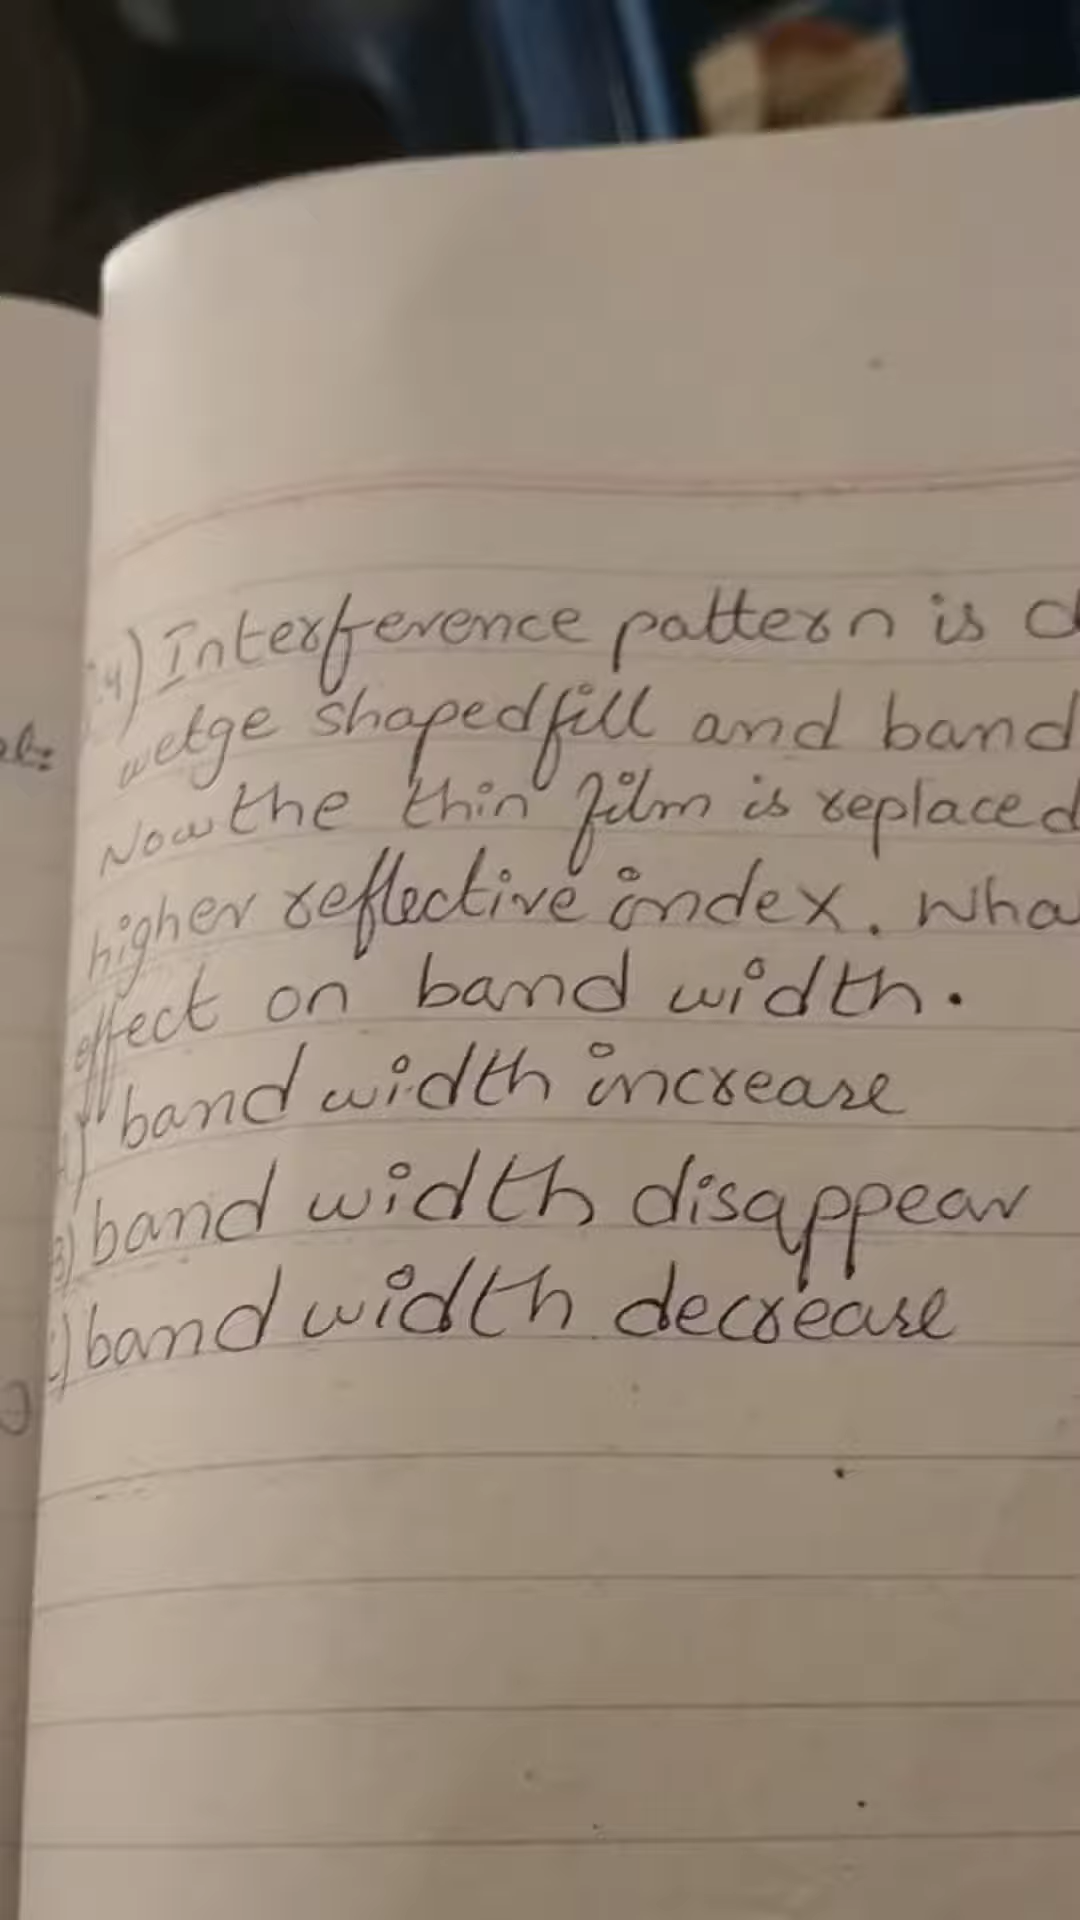 4) Interference pattern is
wetge shapedfill and band
Now the thin film is replaced
higher reflective index. Wha
effect on band width.
band width increase
B) band width disappear
C) band width decrease